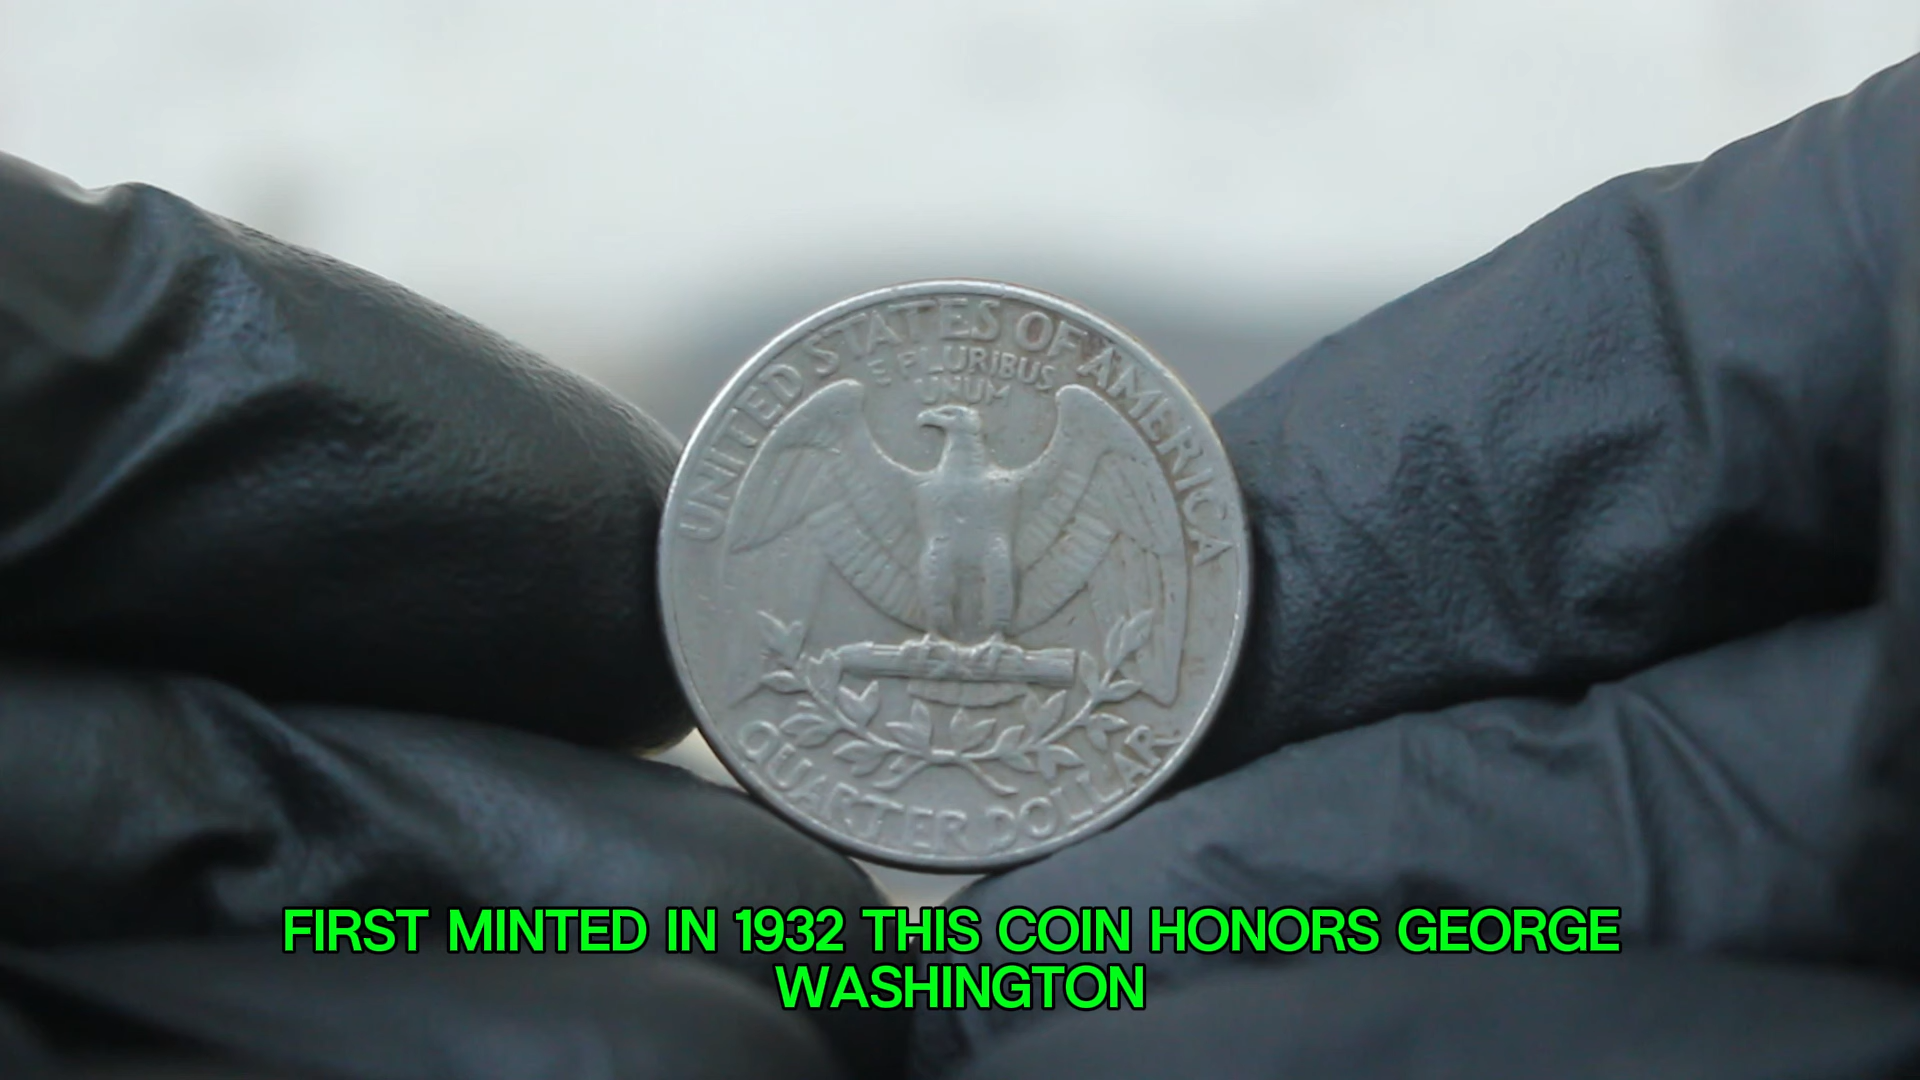 UNITED STATES OF AMERICA
E PLURIBUS
UNUM
QUARTER DOLLAR
FIRST MINTED IN 1932 THIS COIN HONORS GEORGE
WASHINGTON